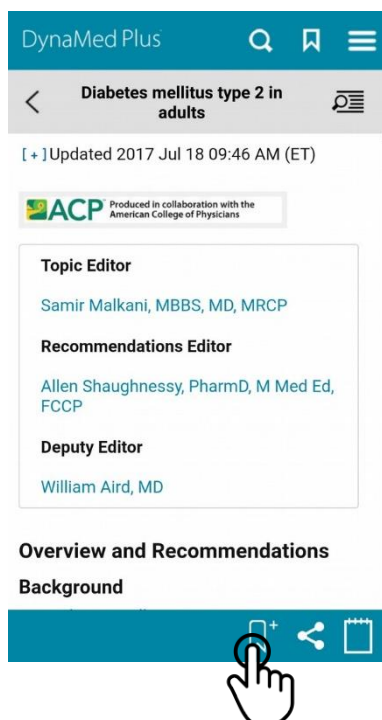 DynaMed Plus
Diabetes mellitus type 2 in
adults
[+] Updated 2017 Jul 18 09:46 AM (ET)
ACP Produced in collaboration with the
American College of Physicians
Topic Editor
Samir Malkani, MBBS, MD, MRCP
Recommendations Editor
Allen Shaughnessy, PharmD, M Med Ed,
FCCP
Deputy Editor
William Aird, MD
Overview and Recommendations
Background